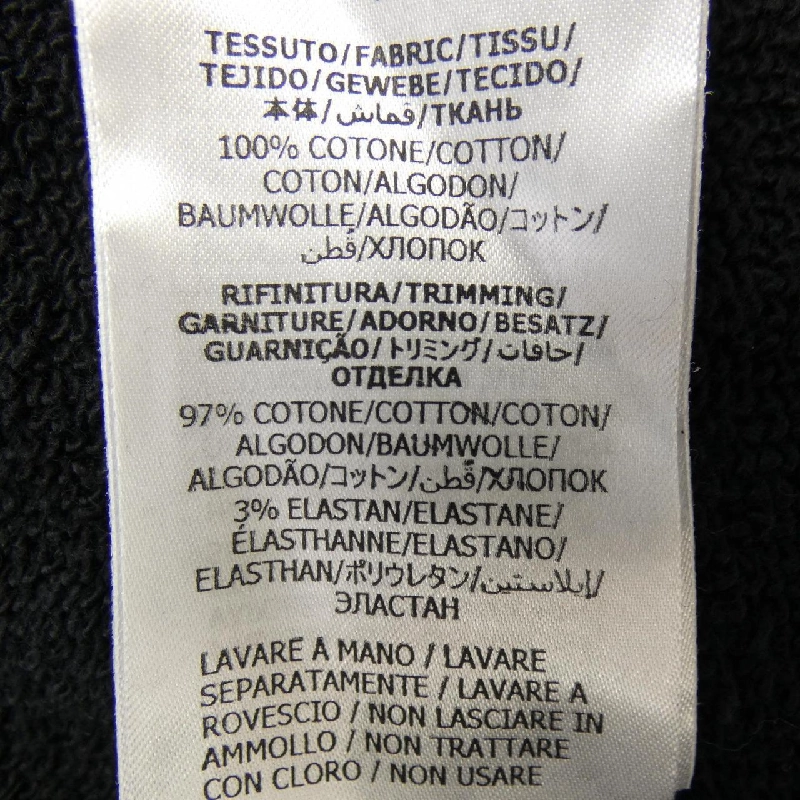 TESSUTO/FABRIC/TISSU/
TEJIDO/GEWEBE/TECIDO/
本体/قماش/ТКАНЬ
100% COTONE/COTTON/
COTON/ALGODON/
BAUMWOLLE/ALGODÃO/コットン/
قُطن/ХЛОПОК
RIFINITURA/TRIMMING/
GARNITURE/ADORNO/BESATZ/
GUARNIÇÃO/トリミング/حافات/
ОТДЕЛКА
97% COTONE/COTTON/COTON/
ALGODON/BAUMWOLLE/
ALGODÃO/コットン/قُطن/ХЛОПОК
3% ELASTAN/ELASTANE/
ÉLASTHANNE/ELASTANO/
ELASTHAN/ポリウレタン/إيلاستين/
ЭЛАСТАН
LAVARE A MANO / LAVARE
SEPARATAMENTE / LAVARE A
ROVESCIO / NON LASCIARE IN
AMMOLLO / NON TRATTARE
CON CLORO / NON USARE